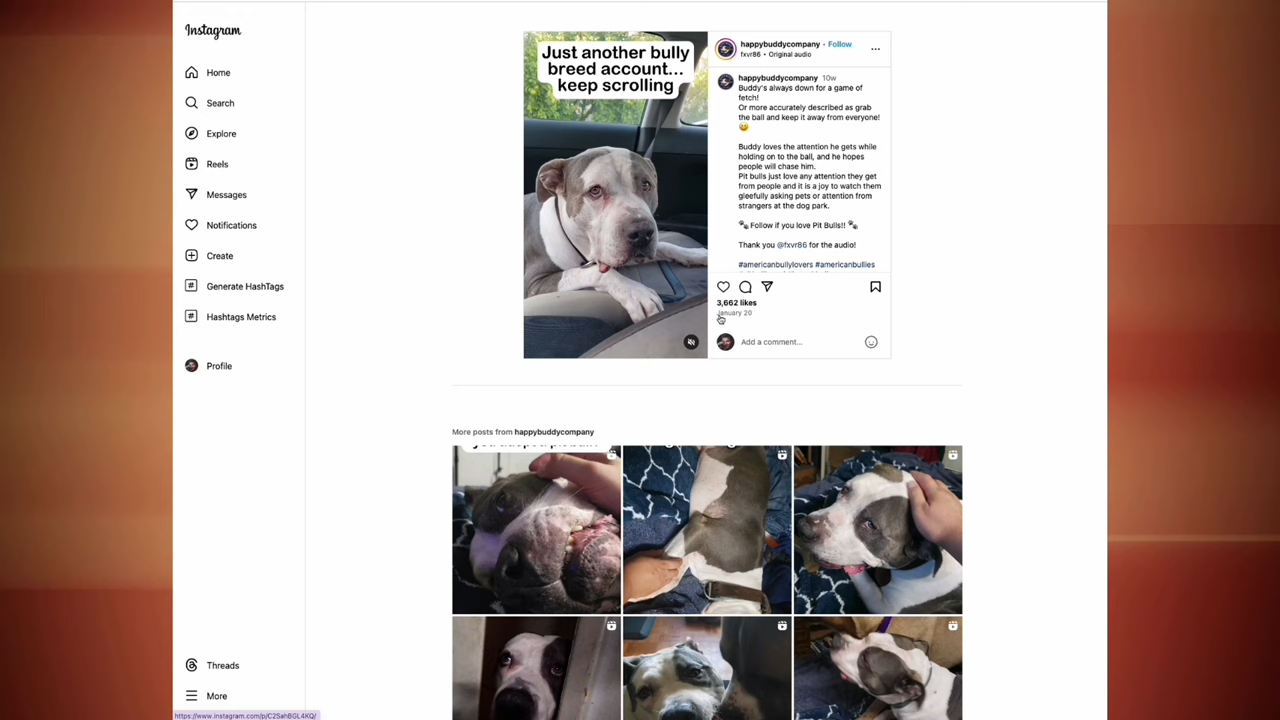 Instagram
Home
Search
Explore
Reels
Messages
Notifications
Create
# Generate HashTags
# Hashtags Metrics
Profile
Threads
More
https://www.instagram.com/p/C2SahBGL4KQ/
Just another bully
breed account...
keep scrolling
happybuddycompany • Follow
fxvr86 • Original audio
happybuddycompany 10w
Buddy's always down for a game of
fetch!
Or more accurately described as grab
the ball and keep it away from everyone!
😄
Buddy loves the attention he gets while
holding on to the ball, and he hopes
people will chase him.
Pit bulls just love any attention they get
from people and it is a joy to watch them
gleefully asking pets or attention from
strangers at the dog park.
🐾 Follow if you love Pit Bulls!! 🐾
Thank you @fxvr86 for the audio!
#americanbullylovers #americanbullies
3,662 likes
January 20
Add a comment...
More posts from happybuddycompany